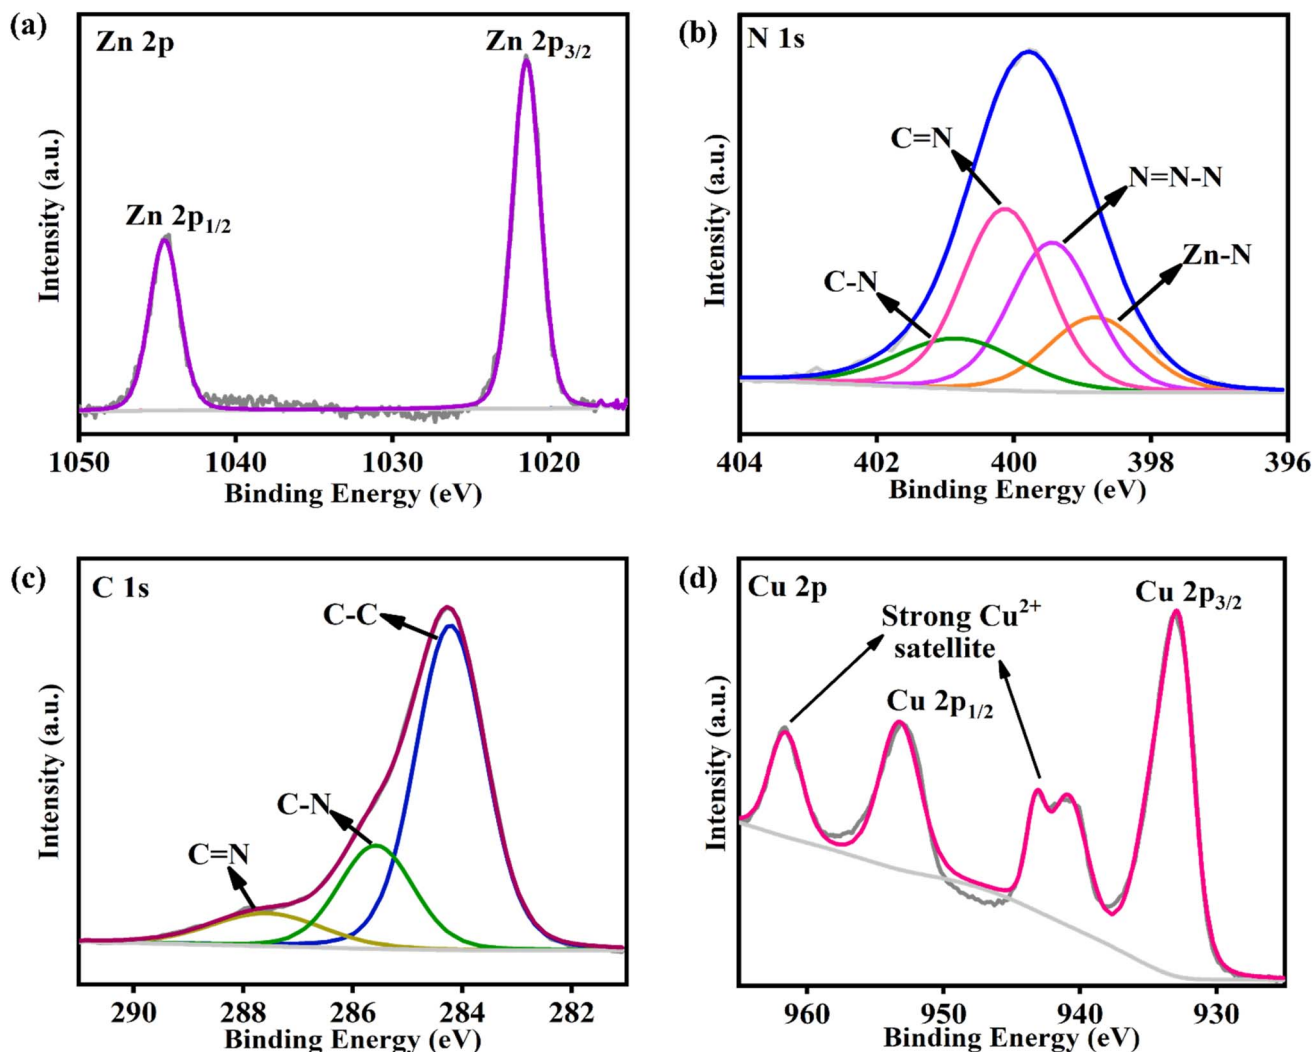 (a)
Zn 2p
Zn 2p3/2
Zn 2p1/2
Intensity (a.u.)
1050
1040
1030
1020
Binding Energy (eV)
(b)
N 1s
C=N
N=N-N
C-N
Zn-N
Intensity (a.u.)
404
402
400
398
396
Binding Energy (eV)
(c)
C 1s
C-C
C-N
C=N
Intensity (a.u.)
290
288
286
284
282
Binding Energy (eV)
(d)
Cu 2p
Cu 2p3/2
Strong Cu2+
satellite
Cu 2p1/2
Intensity (a.u.)
960
950
940
930
Binding Energy (eV)